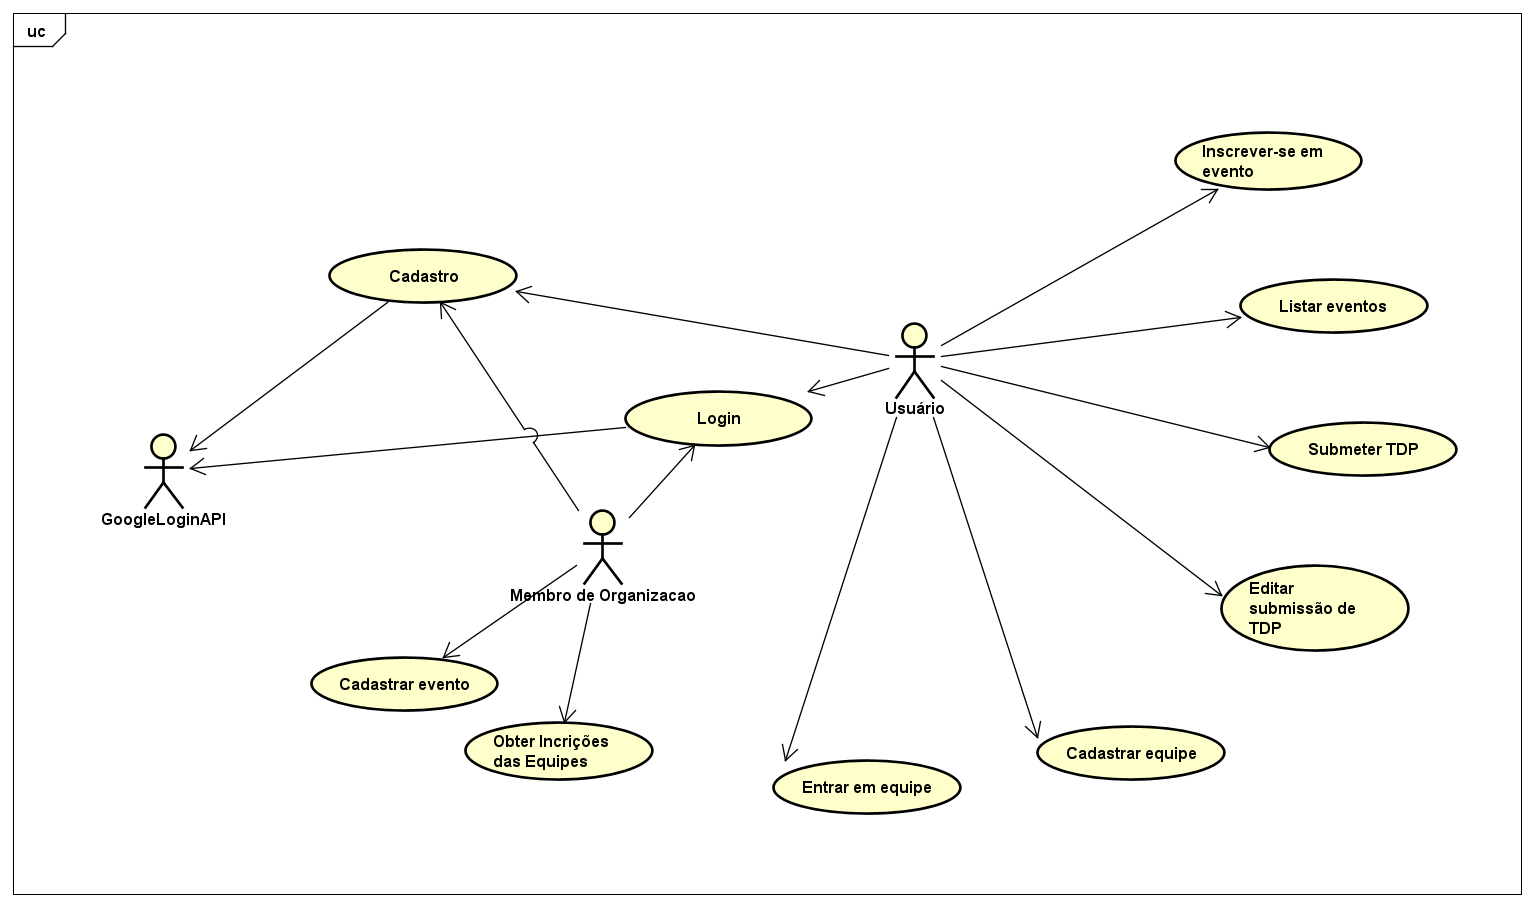 uc
Inscrever-se em
evento
Cadastro
Listar eventos
Usuário
Login
Submeter TDP
GoogleLoginAPI
Membro de Organizacao
Editar
submissão de
TDP
Cadastrar evento
Obter Incrições
das Equipes
Cadastrar equipe
Entrar em equipe